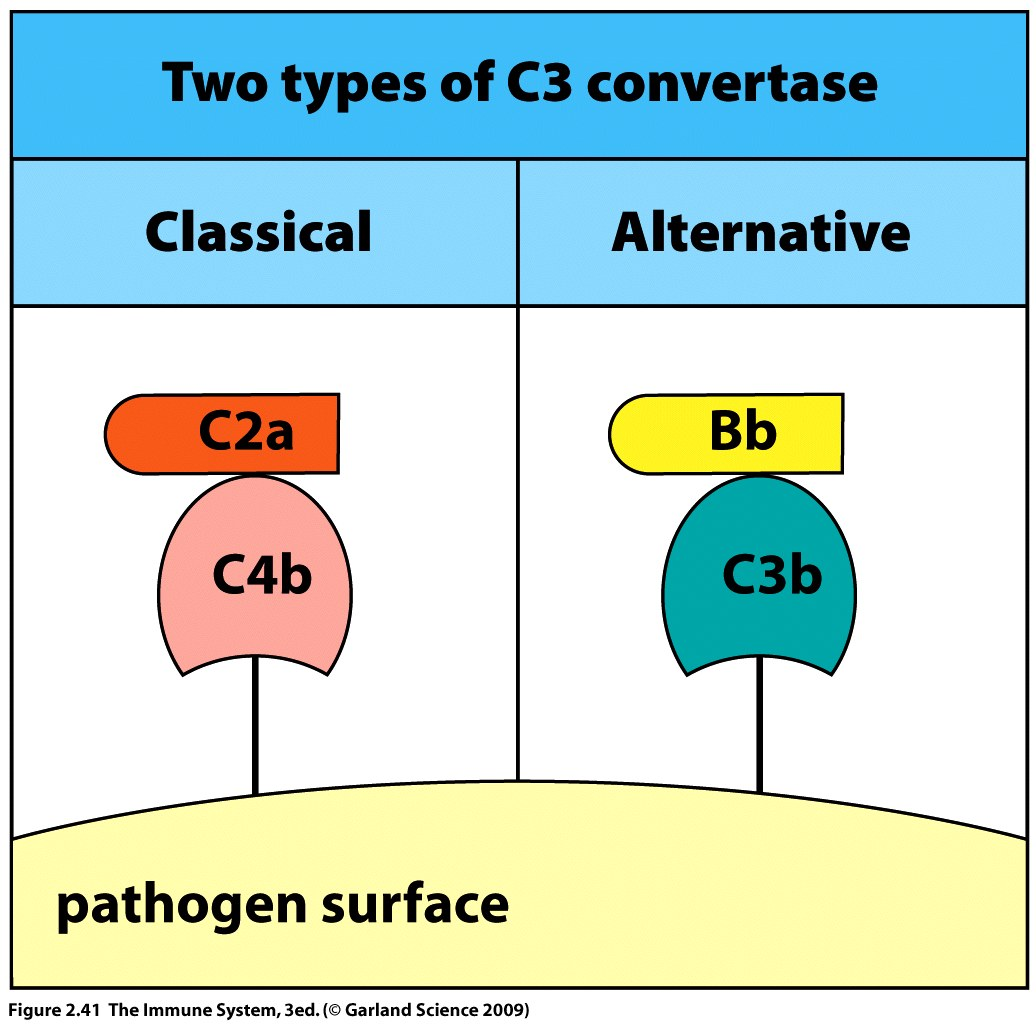 Two types of C3 convertase
Classical
Alternative
C2a
Bb
C4b
C3b
pathogen surface
Figure 2.41 The Immune System, 3ed. (© Garland Science 2009)